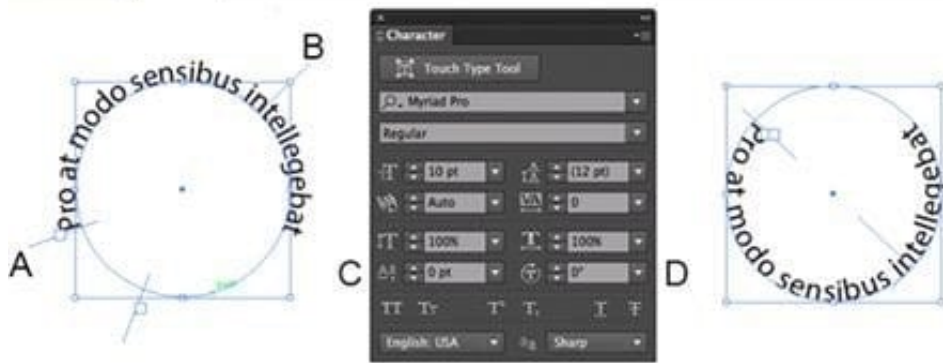 B
Pro at modo sensibus intellegebat
A
Character
Touch Type Tool
Myriad Pro
Regular
10 pt
(12 pt)
Auto
0
100%
100%
0 pt
0°
C
English: USA
Sharp
D
Pro at modo sensibus intellegebat